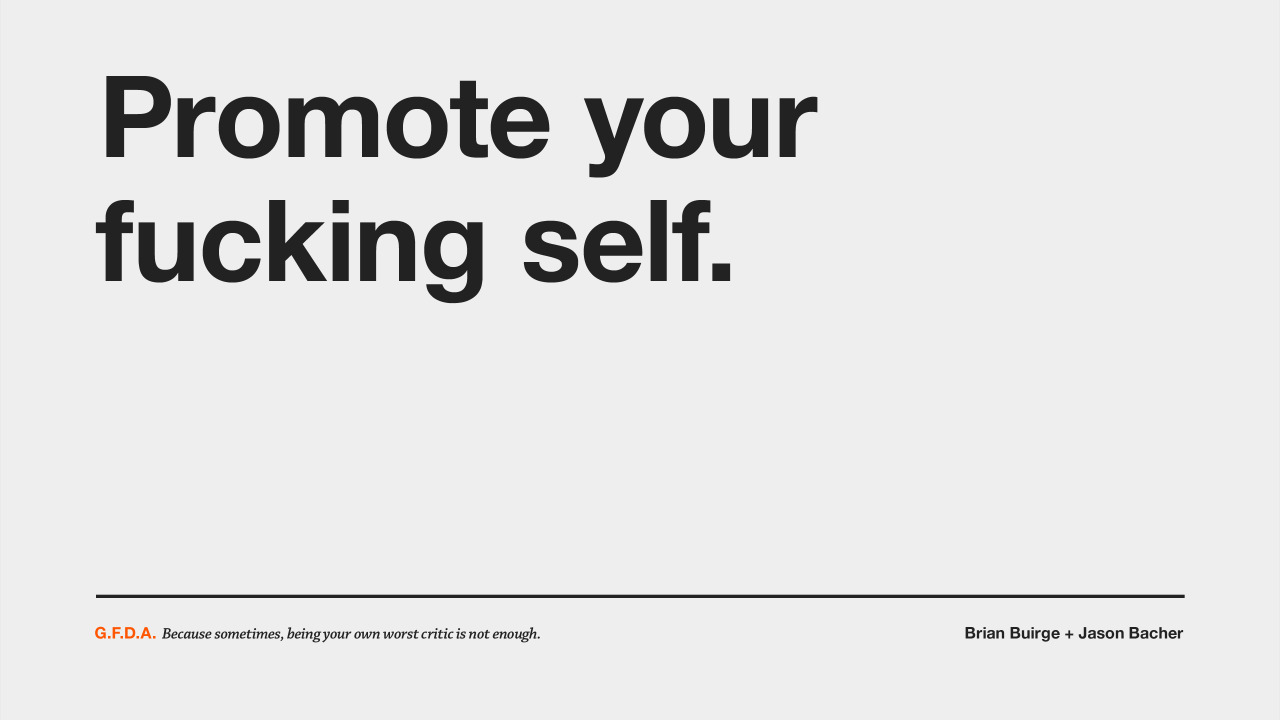 Promote your
fucking self.
G.F.D.A. Because sometimes, being your own worst critic is not enough.
Brian Buirge + Jason Bacher